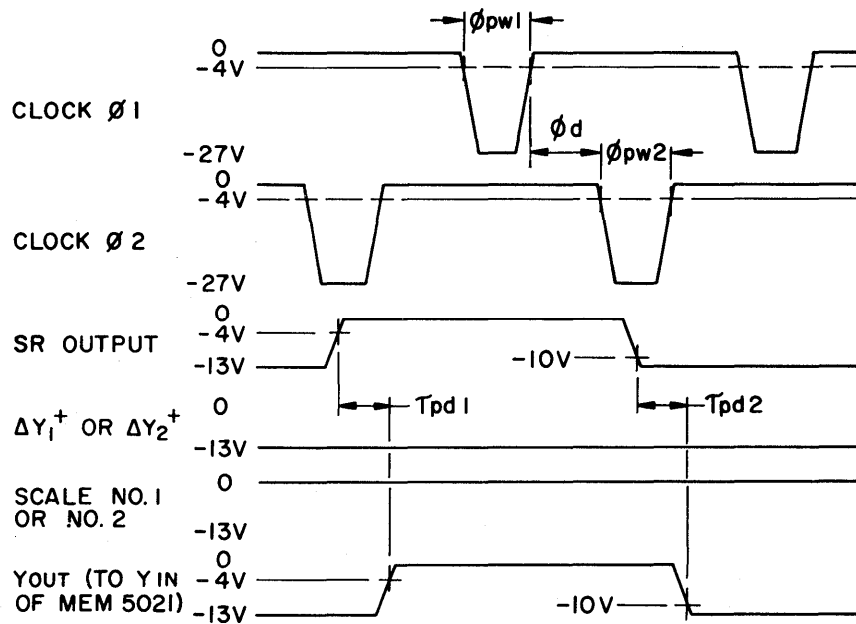 Øpw1
0
-4V
CLOCK Ø1
-27V
Ød
Øpw2
0
-4V
CLOCK Ø2
-27V
0
-4V
SR OUTPUT
-13V
-10V
0
Tpd1
Tpd2
ΔY₁⁺ OR ΔY₂⁺
-13V
0
SCALE NO.1
OR NO.2
-13V
0
YOUT (TO YIN
-4V
OF MEM 5021)
-13V
-10V